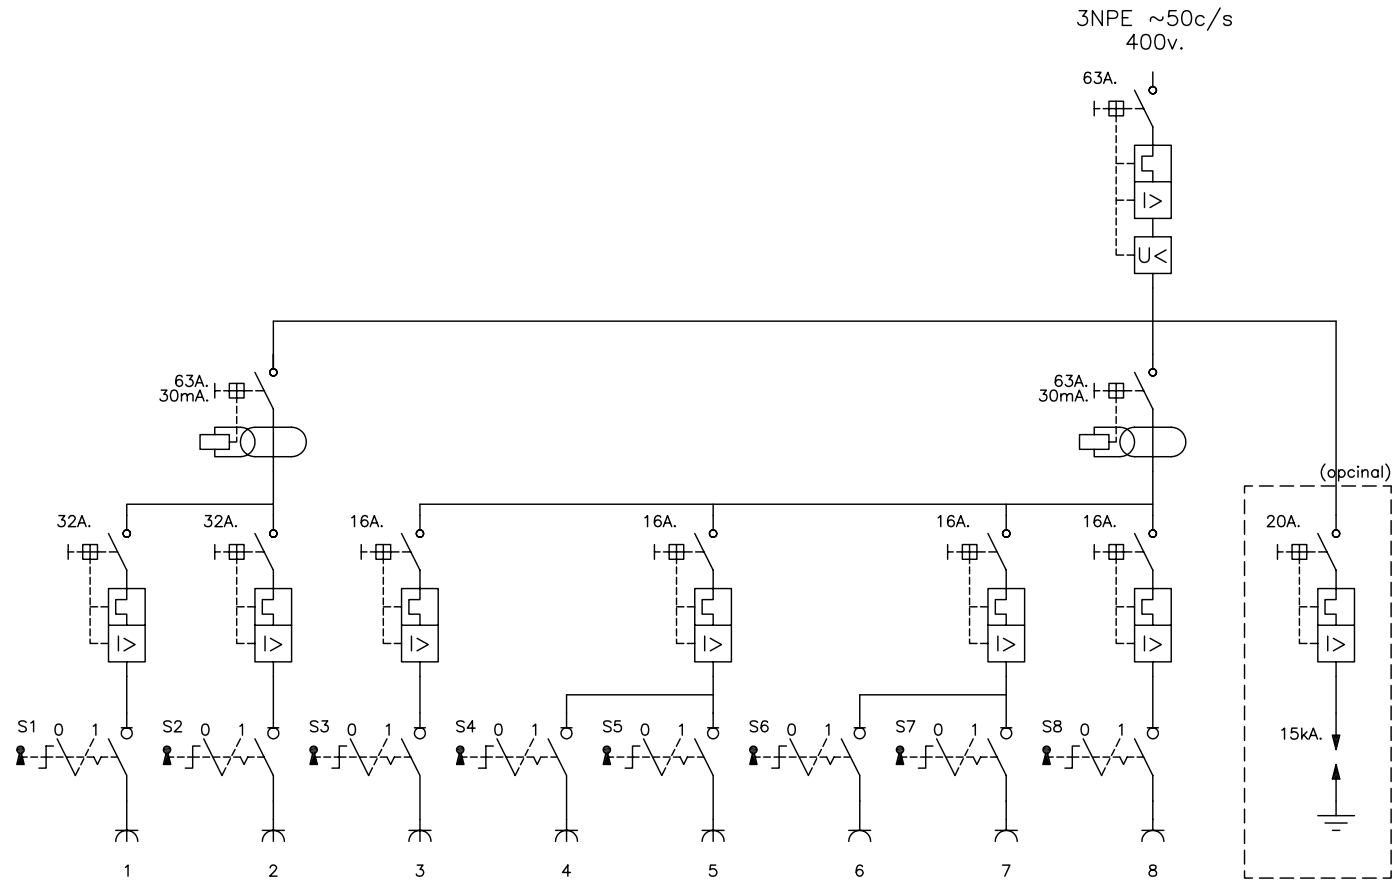 3NPE ~50c/s
400v.
63A.
I>
U<
63A.
30mA.
63A.
30mA.
(opcinal)
32A.
32A.
16A.
16A.
16A.
16A.
20A.
I>
I>
I>
I>
I>
I>
I>
S1 0 1
S2 0 1
S3 0 1
S4 0 1
S5 0 1
S6 0 1
S7 0 1
S8 0 1
15kA.
1 2 3 4 5 6 7 8